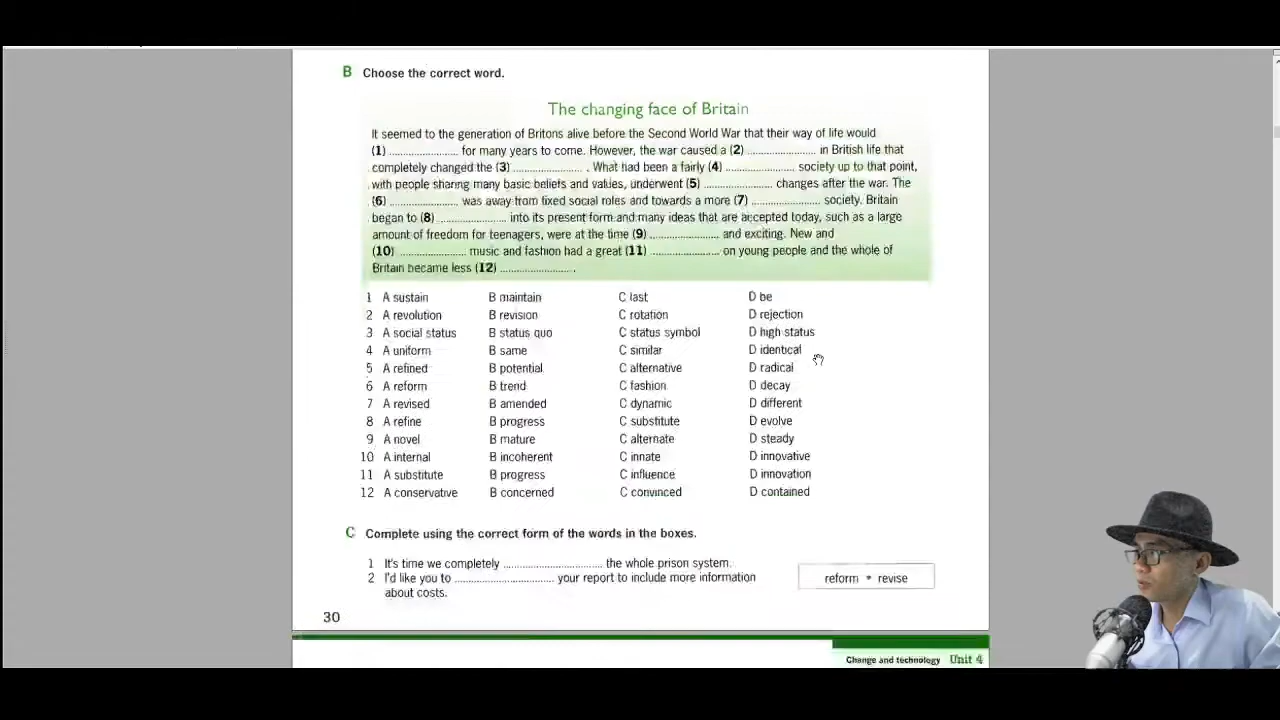 B Choose the correct word.
The changing face of Britain
It seemed to the generation of Britons alive before the Second World War that their way of life would
(1) ........................ for many years to come. However, the war caused a (2) ........................ in British life that
completely changed the (3) ........................ . What had been a fairly (4) ........................ society up to that point,
with people sharing many basic beliefs and values, underwent (5) ........................ changes after the war. The
(6) ........................ was away from fixed social roles and towards a more (7) ........................ society. Britain
began to (8) ........................ into its present form and many ideas that are accepted today, such as a large
amount of freedom for teenagers, were at the time (9) ........................ and exciting. New and
(10) ........................ music and fashion had a great (11) ........................ on young people and the whole of
Britain became less (12) ........................ .
1 A sustain B maintain C last D be
2 A revolution B revision C rotation D rejection
3 A social status B status quo C status symbol D high status
4 A uniform B same C similar D identical
5 A refined B potential C alternative D radical
6 A reform B trend C fashion D decay
7 A revised B amended C dynamic D different
8 A refine B progress C substitute D evolve
9 A novel B mature C alternate D steady
10 A internal B incoherent C innate D innovative
11 A substitute B progress C influence D innovation
12 A conservative B concerned C convinced D contained
C Complete using the correct form of the words in the boxes.
1 It's time we completely .................................. the whole prison system.
2 I'd like you to .................................. your report to include more information
about costs.
reform • revise
30
Change and technology Unit 4